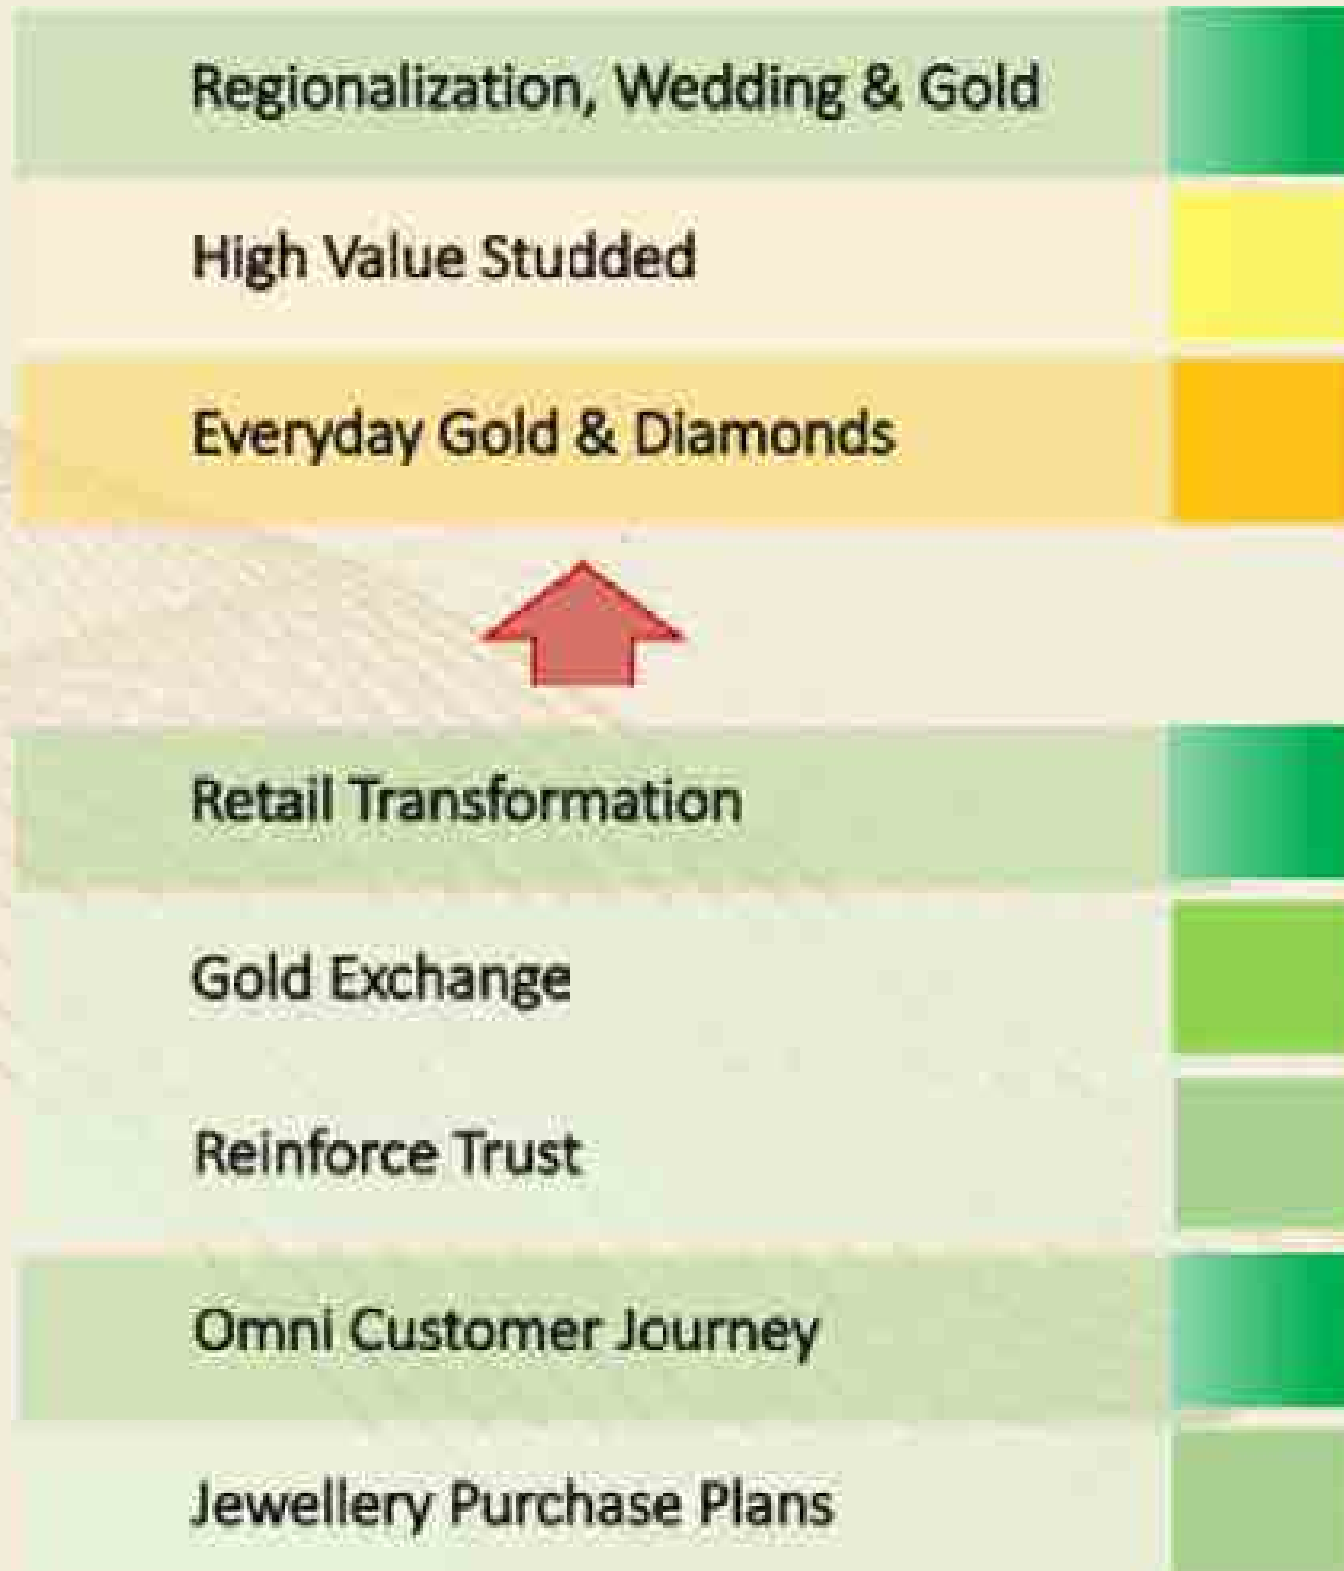 Regionalization, Wedding & Gold
High Value Studded
Everyday Gold & Diamonds
Retail Transformation
Gold Exchange
Reinforce Trust
Omni Customer Journey
Jewellery Purchase Plans